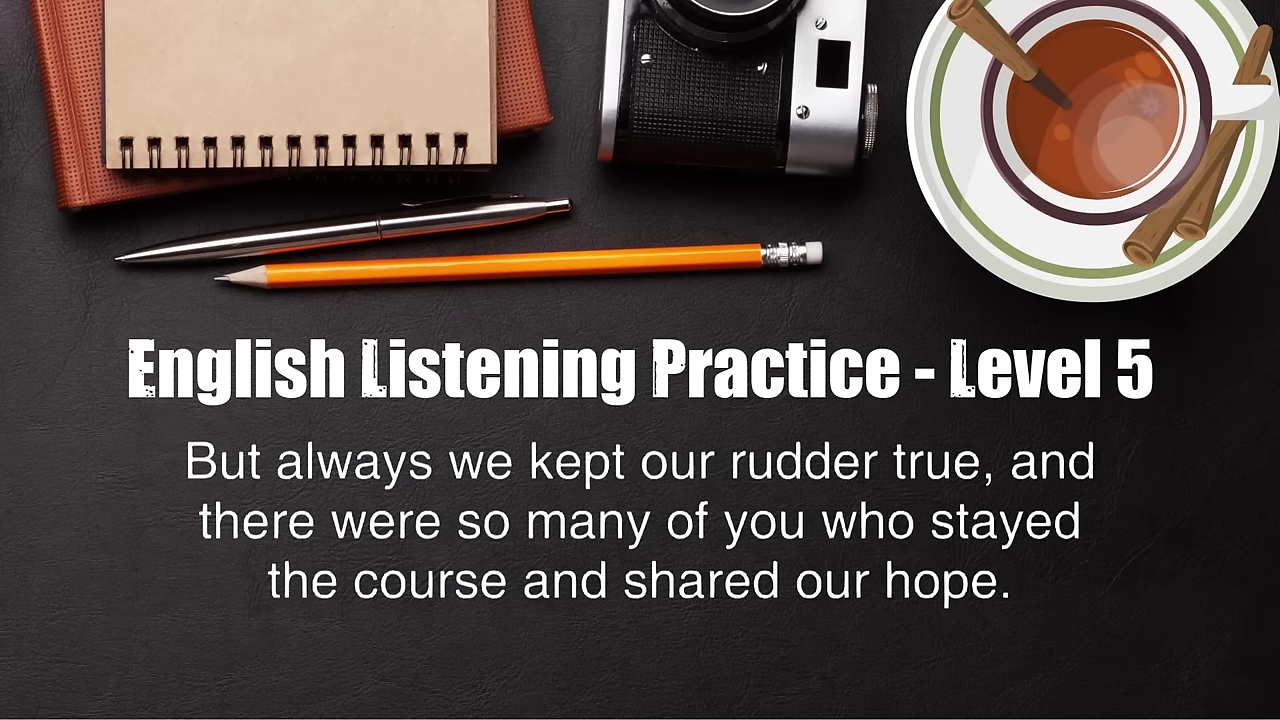 English Listening Practice - Level 5
But always we kept our rudder true, and
there were so many of you who stayed
the course and shared our hope.